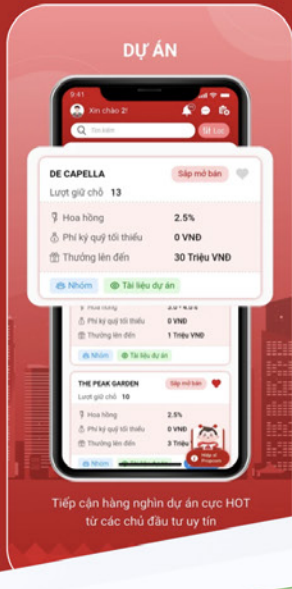 DỰ ÁN
9:41
Xin chào 2!
Tìm kiếm
Lọc
DE CAPELLA
Sắp mở bán
Lượt giữ chỗ 13
Hoa hồng 2.5%
Phí ký quỹ tối thiểu 0 VNĐ
Thưởng lên đến 30 Triệu VNĐ
Nhóm Tài liệu dự án
Hoa hồng
Phí ký quỹ tối thiểu 0 VNĐ
Thưởng lên đến 1 Triệu VNĐ
Nhóm Tài liệu dự án
THE PEAK GARDEN
Sắp mở bán
Lượt giữ chỗ 10
Hoa hồng 2.5%
Phí ký quỹ tối thiểu 0 VNĐ
Thưởng lên đến 3 Triệu
Nhóm Tài liệu dự án
Tiếp cận hàng nghìn dự án cực HOT
từ các chủ đầu tư uy tín